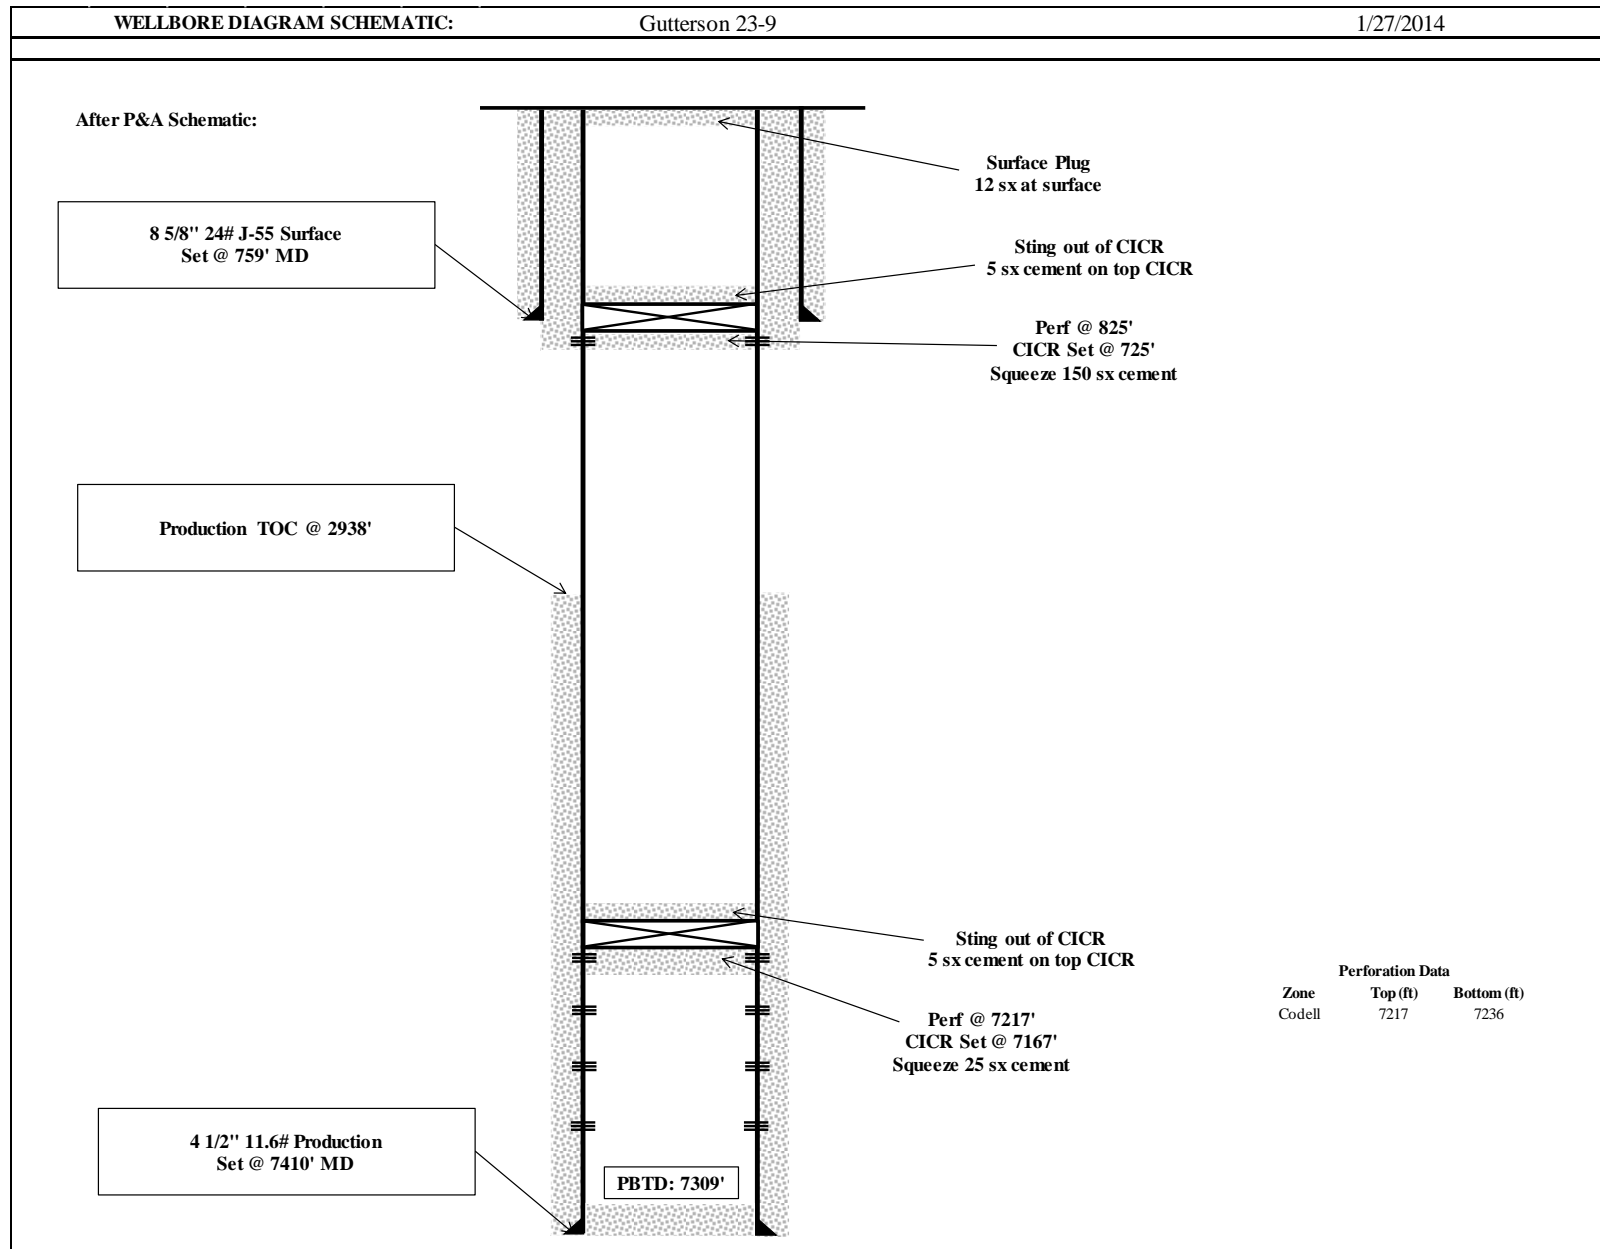 WELLBORE DIAGRAM SCHEMATIC: Gutterson 23-9 1/27/2014
After P&A Schematic:
Surface Plug
12 sx at surface
8 5/8" 24# J-55 Surface
Set @ 759' MD
Sting out of CICR
5 sx cement on top CICR
Perf @ 825'
CICR Set @ 725'
Squeeze 150 sx cement
Production TOC @ 2938'
Sting out of CICR
5 sx cement on top CICR
Perforation Data
Zone Top (ft) Bottom (ft)
Codell 7217 7236
Perf @ 7217'
CICR Set @ 7167'
Squeeze 25 sx cement
4 1/2" 11.6# Production
Set @ 7410' MD
PBTD: 7309'